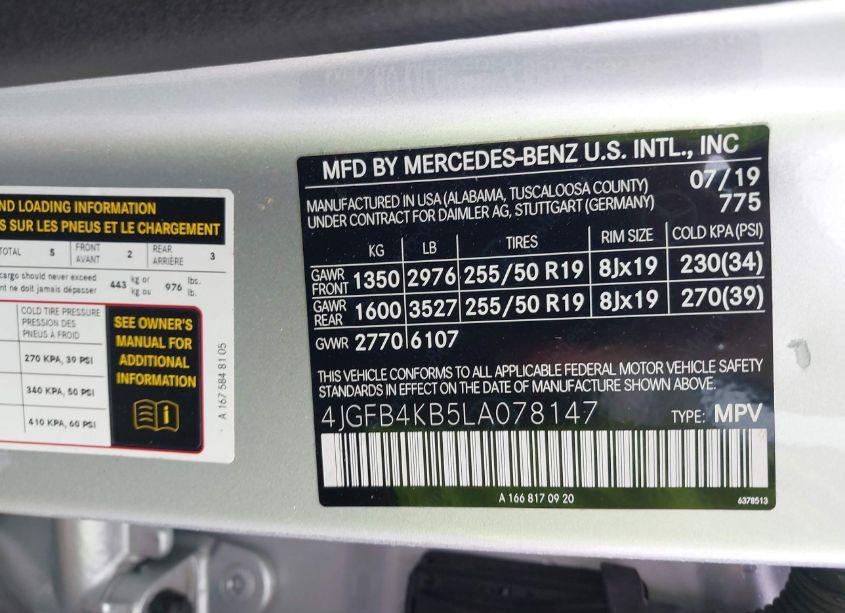 ND LOADING INFORMATION
S SUR LES PNEUS ET LE CHARGEMENT
TOTAL 5 FRONT AVANT 2 REAR ARRIÈRE 3
cargo should never exceed
nt ne doit jamais dépasser 443 kg or kg ou 976 lbs. lb.
COLD TIRE PRESSURE
PRESSION DES
PNEUS À FROID
270 KPA, 39 PSI
340 KPA, 50 PSI
410 KPA, 60 PSI
SEE OWNER'S
MANUAL FOR
ADDITIONAL
INFORMATION
A 167 584 81 05
MFD BY MERCEDES-BENZ U.S. INTL., INC
MANUFACTURED IN USA (ALABAMA, TUSCALOOSA COUNTY) 07/19
UNDER CONTRACT FOR DAIMLER AG, STUTTGART (GERMANY) 775
KG LB TIRES RIM SIZE COLD KPA(PSI)
GAWR FRONT 1350 2976 255/50 R19 8Jx19 230(34)
GAWR REAR 1600 3527 255/50 R19 8Jx19 270(39)
GVWR 2770 6107
THIS VEHICLE CONFORMS TO ALL APPLICABLE FEDERAL MOTOR VEHICLE SAFETY
STANDARDS IN EFFECT ON THE DATE OF MANUFACTURE SHOWN ABOVE.
4JGFB4KB5LA078147 TYPE: MPV
A 166 817 09 20
6378513